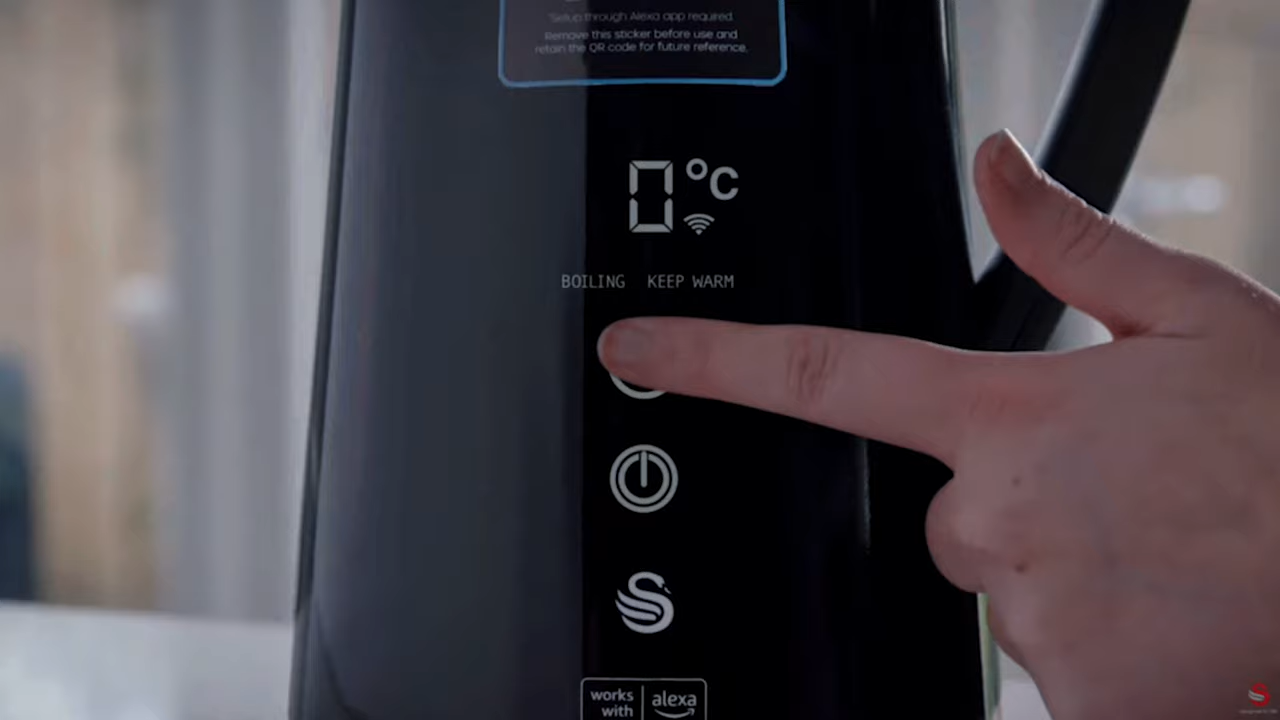 Setup through Alexa app required
Remove this sticker before use and
retain the QR code for future reference.
0 °C
BOILING KEEP WARM
works with alexa